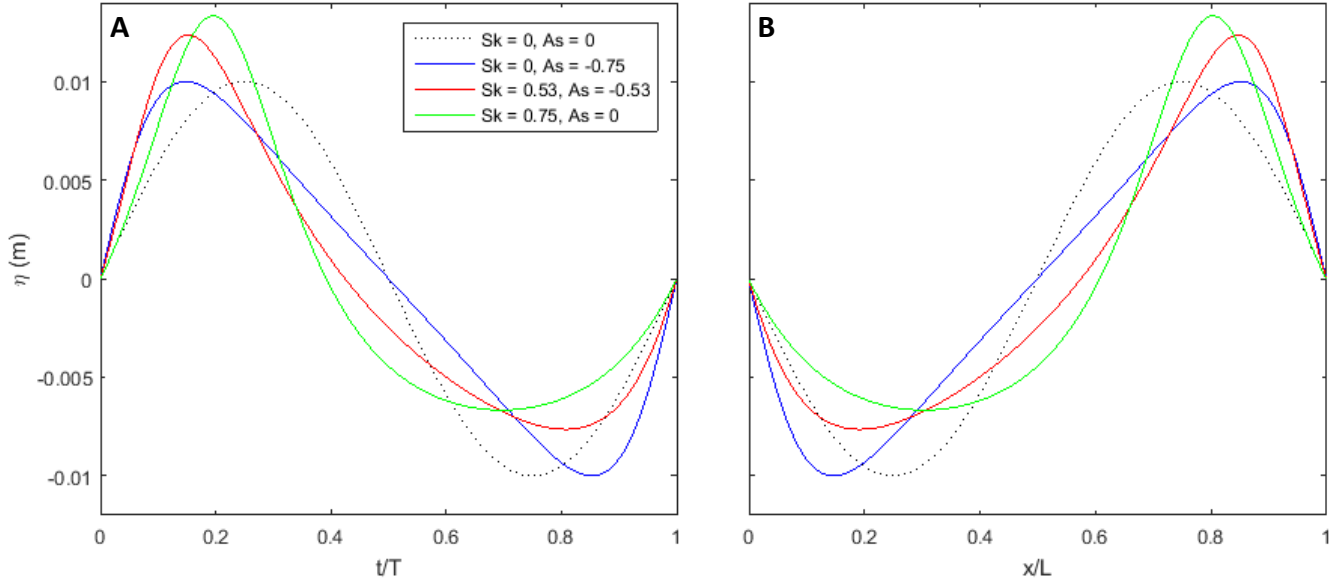 A
B
Sk = 0, As = 0
Sk = 0, As = -0.75
Sk = 0.53, As = -0.53
Sk = 0.75, As = 0
0.01
0.005
0
-0.005
-0.01
η (m)
0 0.2 0.4 0.6 0.8 1
0 0.2 0.4 0.6 0.8 1
t/T
x/L